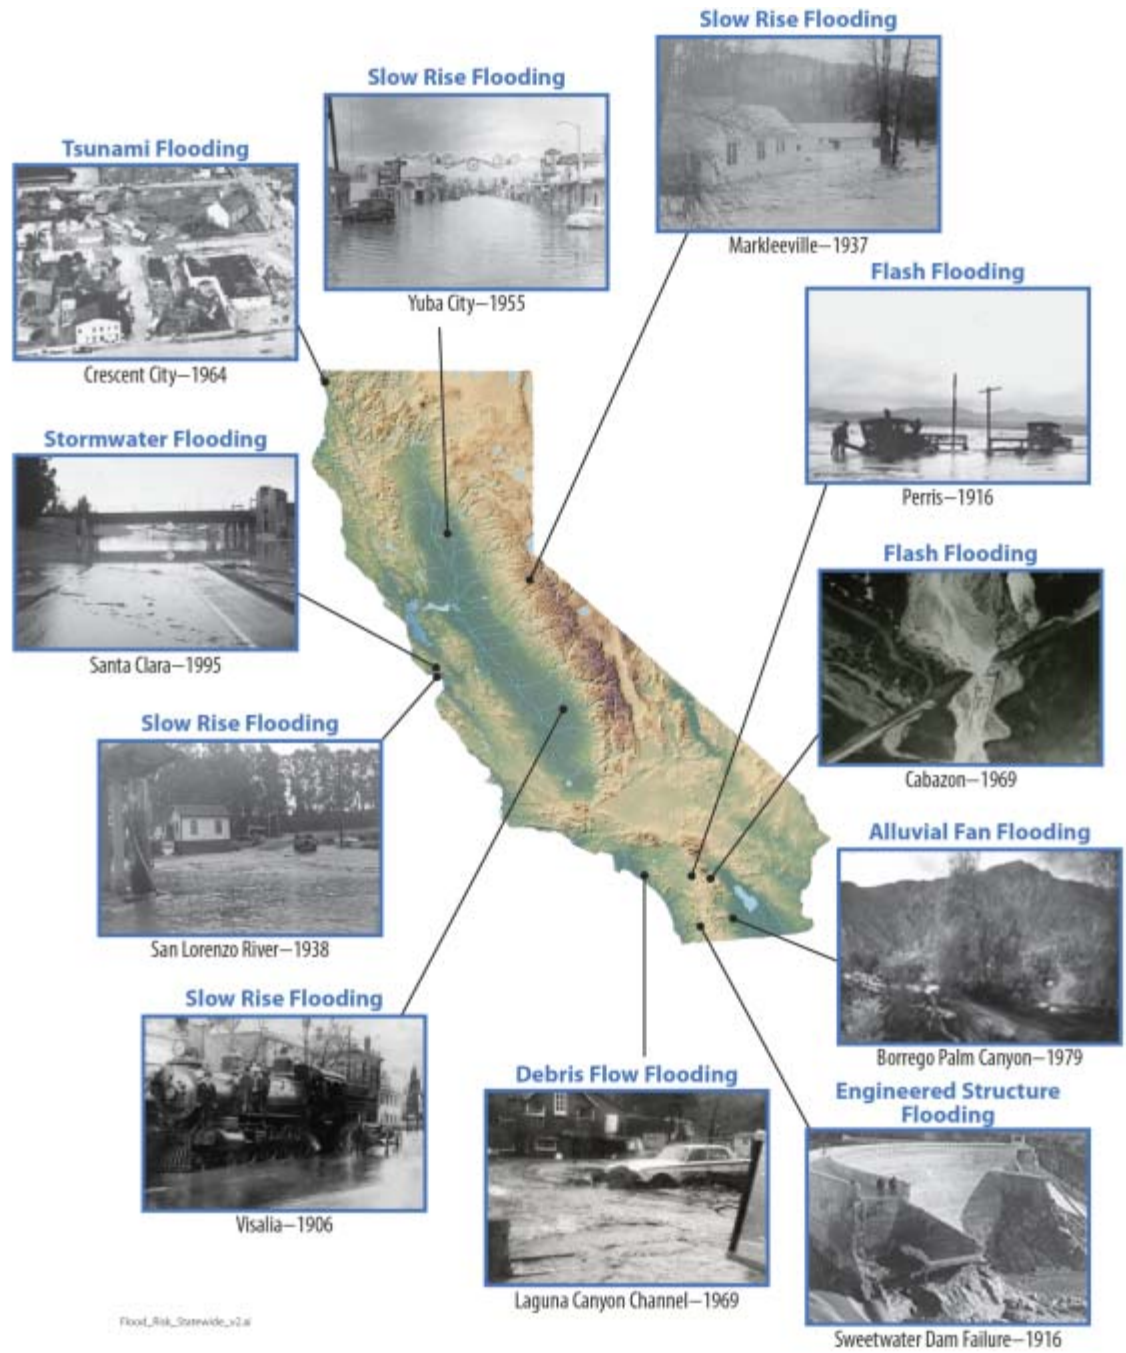 Slow Rise Flooding
Markleeville–1937
Slow Rise Flooding
Yuba City–1955
Tsunami Flooding
Crescent City–1964
Flash Flooding
Perris–1916
Stormwater Flooding
Santa Clara–1995
Flash Flooding
Cabazon–1969
Slow Rise Flooding
San Lorenzo River–1938
Alluvial Fan Flooding
Borrego Palm Canyon–1979
Slow Rise Flooding
Visalia–1906
Debris Flow Flooding
Laguna Canyon Channel–1969
Engineered Structure
Flooding
Sweetwater Dam Failure–1916
Flood_Risk_Statewide_v2.ai